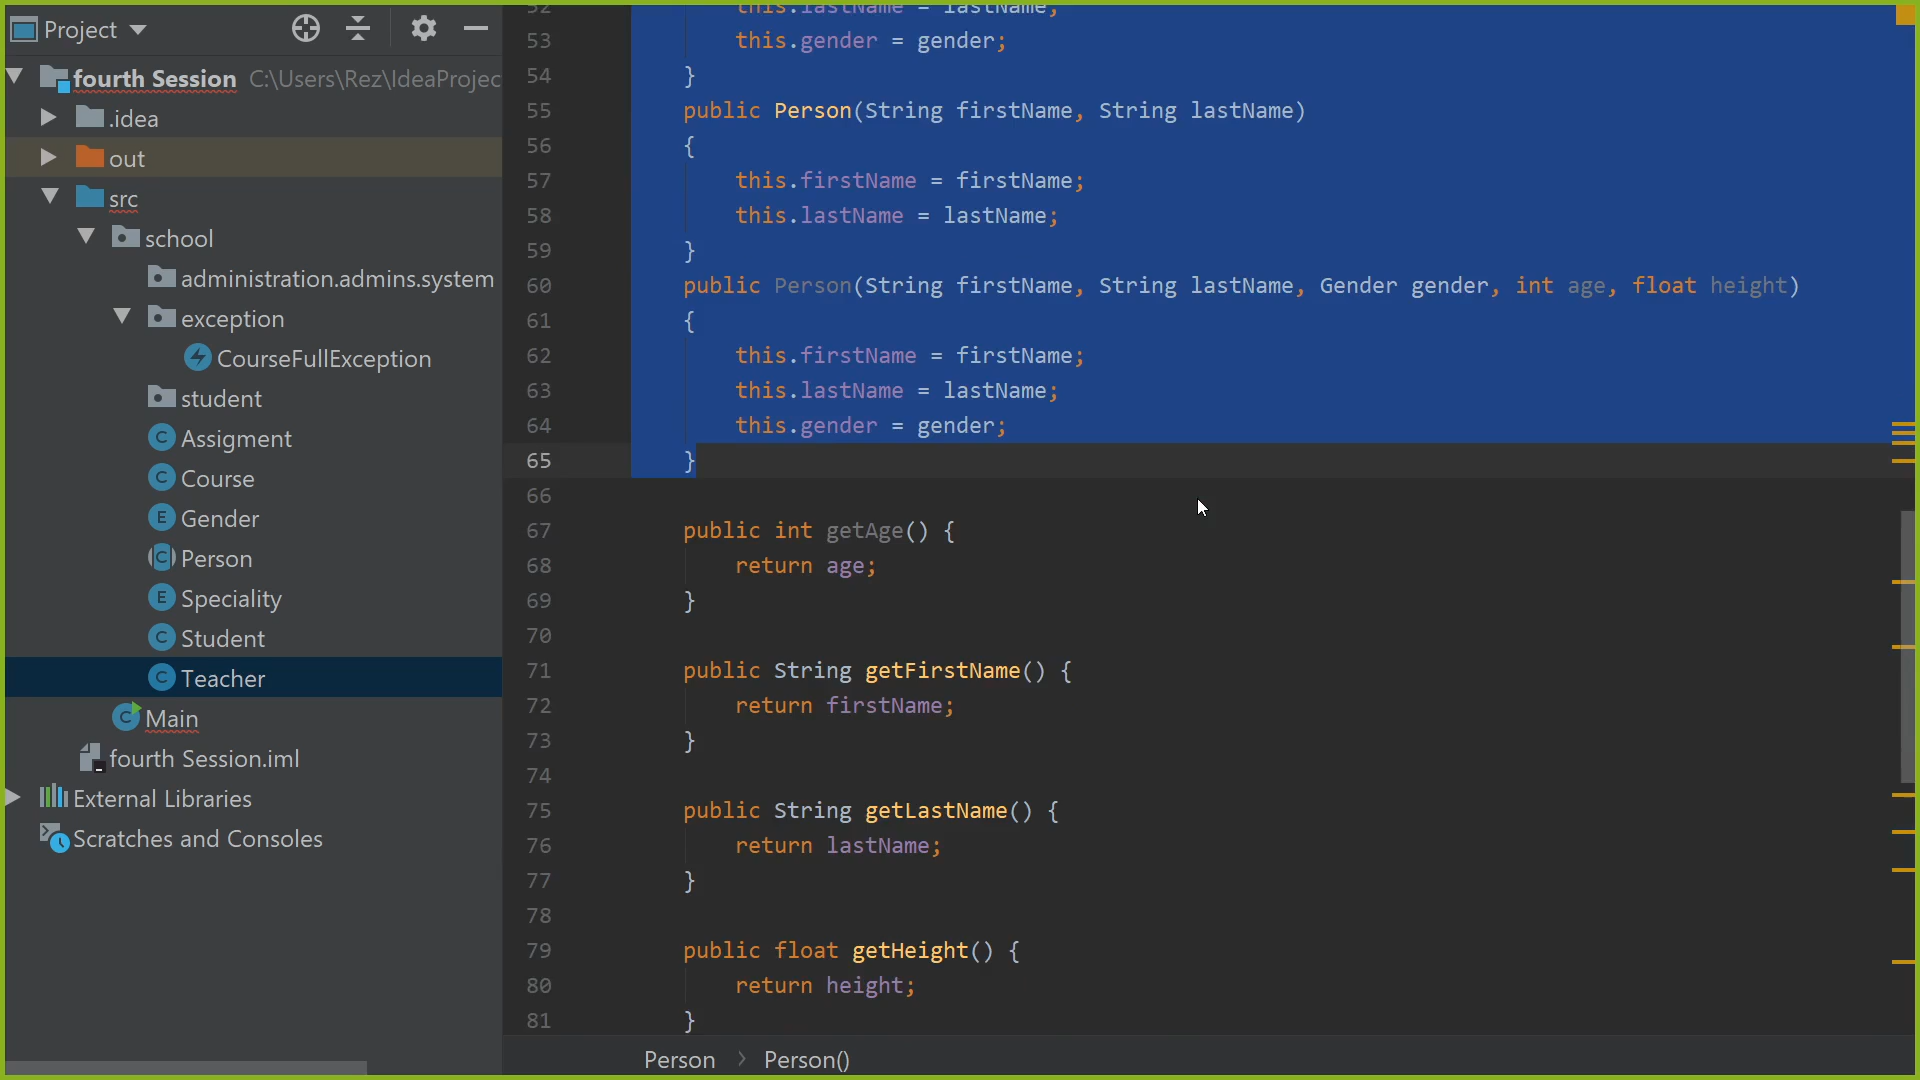 Project
fourth Session C:\Users\Rez\IdeaProjec
.idea
out
src
school
administration.admins.system
exception
CourseFullException
student
Assigment
Course
Gender
Person
Speciality
Student
Teacher
Main
fourth Session.iml
External Libraries
Scratches and Consoles
52 this.lastName = lastName;
53 this.gender = gender;
54 }
55 public Person(String firstName, String lastName)
56 {
57 this.firstName = firstName;
58 this.lastName = lastName;
59 }
60 public Person(String firstName, String lastName, Gender gender, int age, float height)
61 {
62 this.firstName = firstName;
63 this.lastName = lastName;
64 this.gender = gender;
65 }
66
67 public int getAge() {
68 return age;
69 }
70
71 public String getFirstName() {
72 return firstName;
73 }
74
75 public String getLastName() {
76 return lastName;
77 }
78
79 public float getHeight() {
80 return height;
81 }
Person > Person()